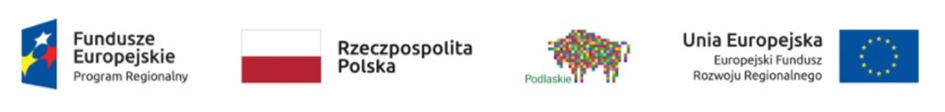 Fundusze
Europejskie
Program Regionalny
Rzeczpospolita
Polska
Podlaskie
Unia Europejska
Europejski Fundusz
Rozwoju Regionalnego